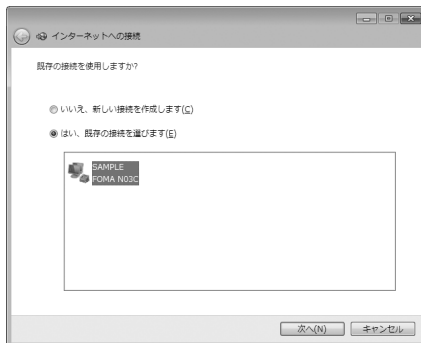 インターネットへの接続
既存の接続を使用しますか?
いいえ、新しい接続を作成します(C)
はい、既存の接続を選びます(E)
SAMPLE
FOMA N03C
次へ(N)
キャンセル